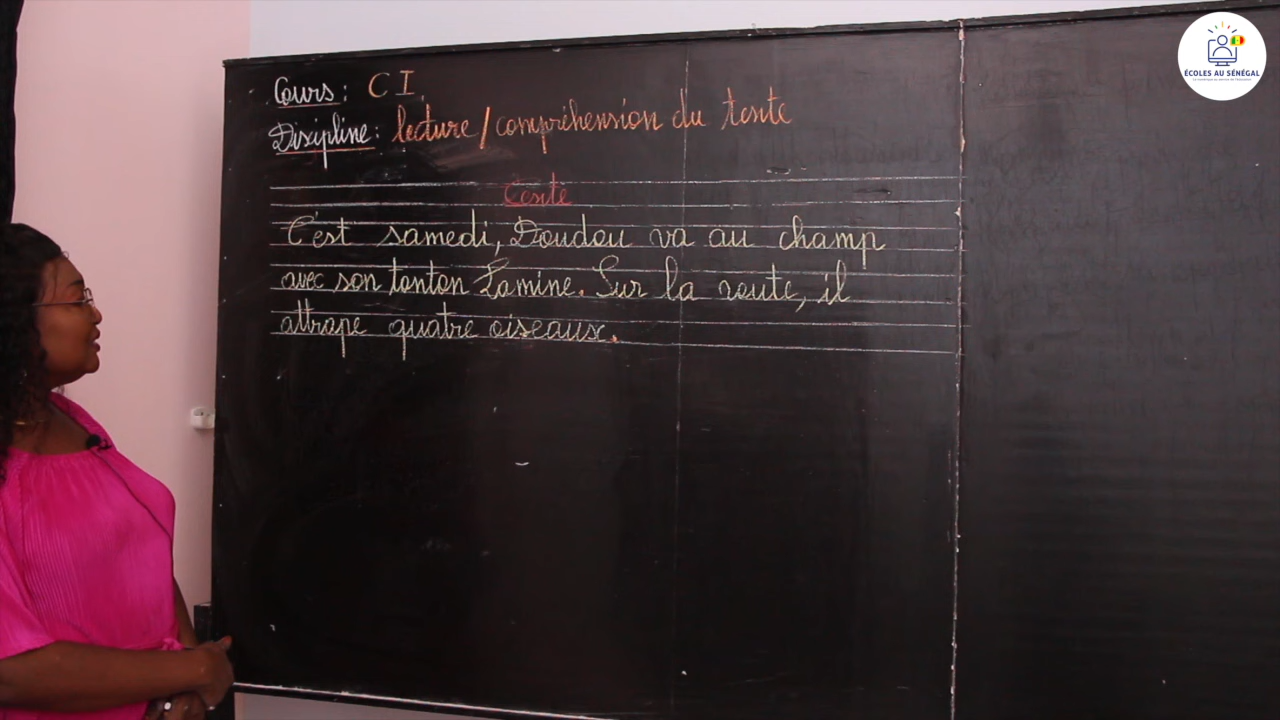 Cours : C I.
Discipline : lecture / compréhension du texte
Texte
C'est samedi, Doudou va au champ
avec son tonton Lamine. Sur la route, il
attrape quatre oiseaux.
ÉCOLES AU SÉNÉGAL